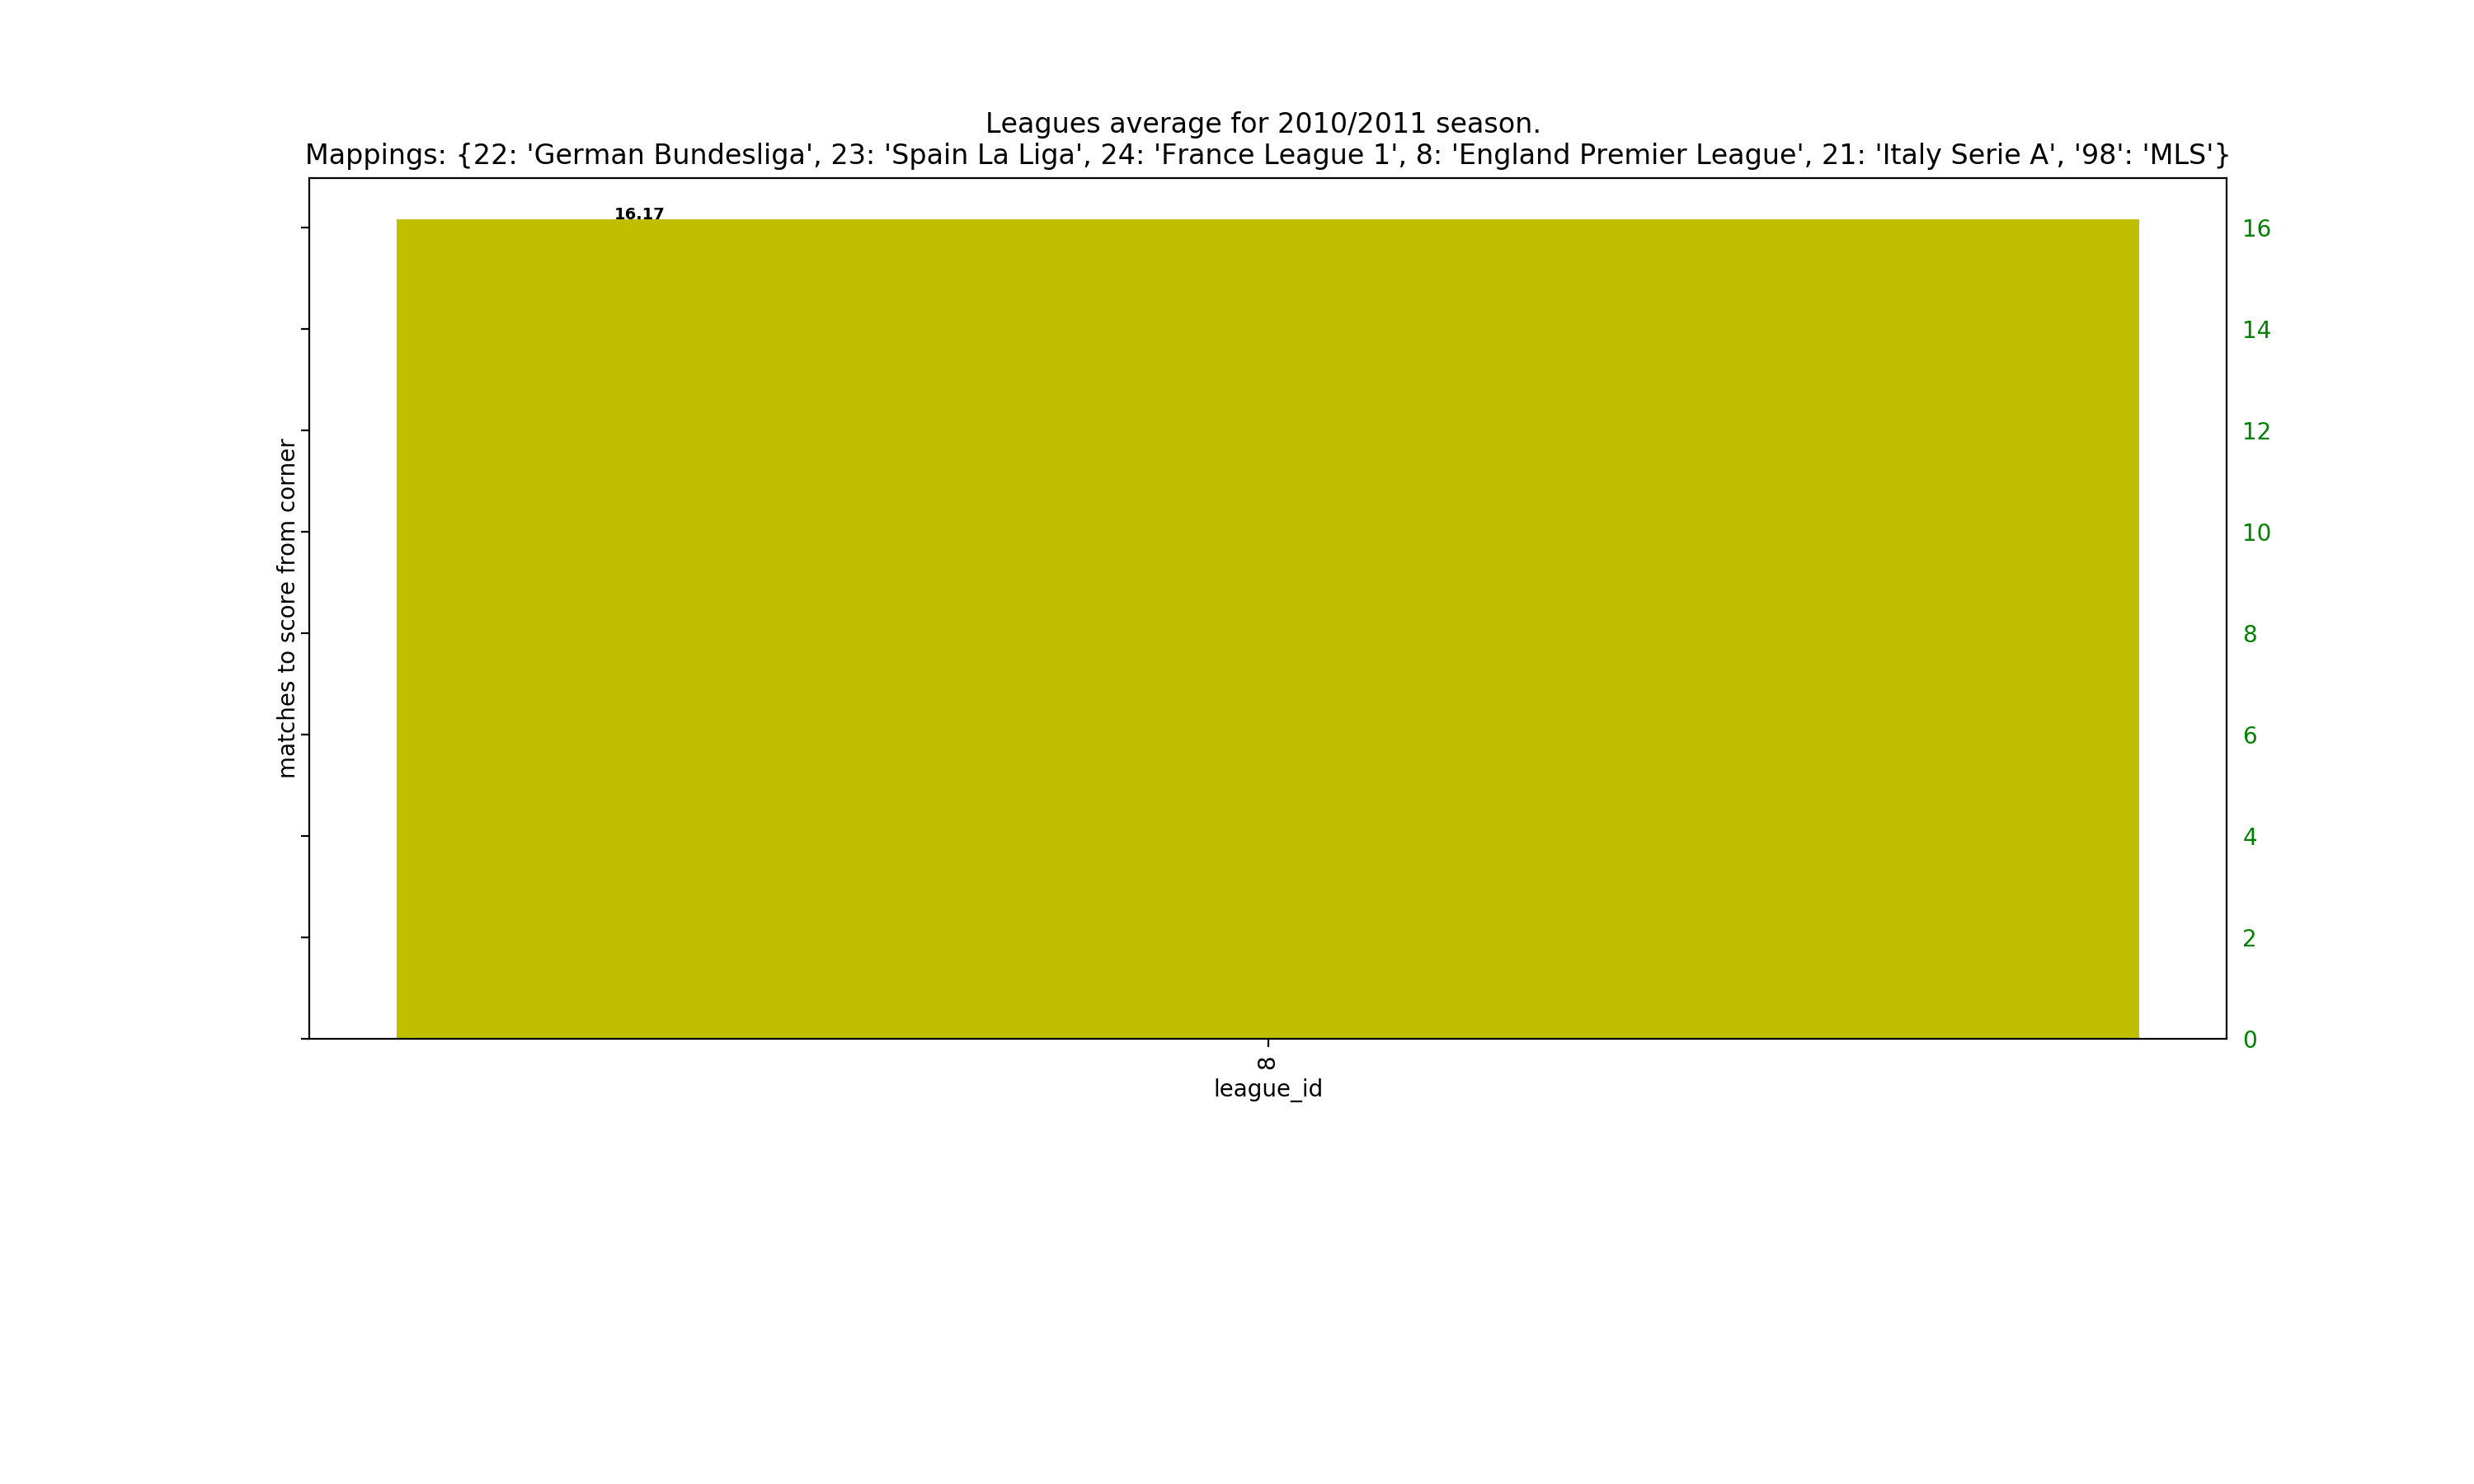 Leagues average for 2010/2011 season.
Mappings: {22: 'German Bundesliga', 23: 'Spain La Liga', 24: 'France League 1', 8: 'England Premier League', 21: 'Italy Serie A', '98': 'MLS'}
16.17
16
14
12
10
8
6
4
2
0
matches to score from corner
8
league_id